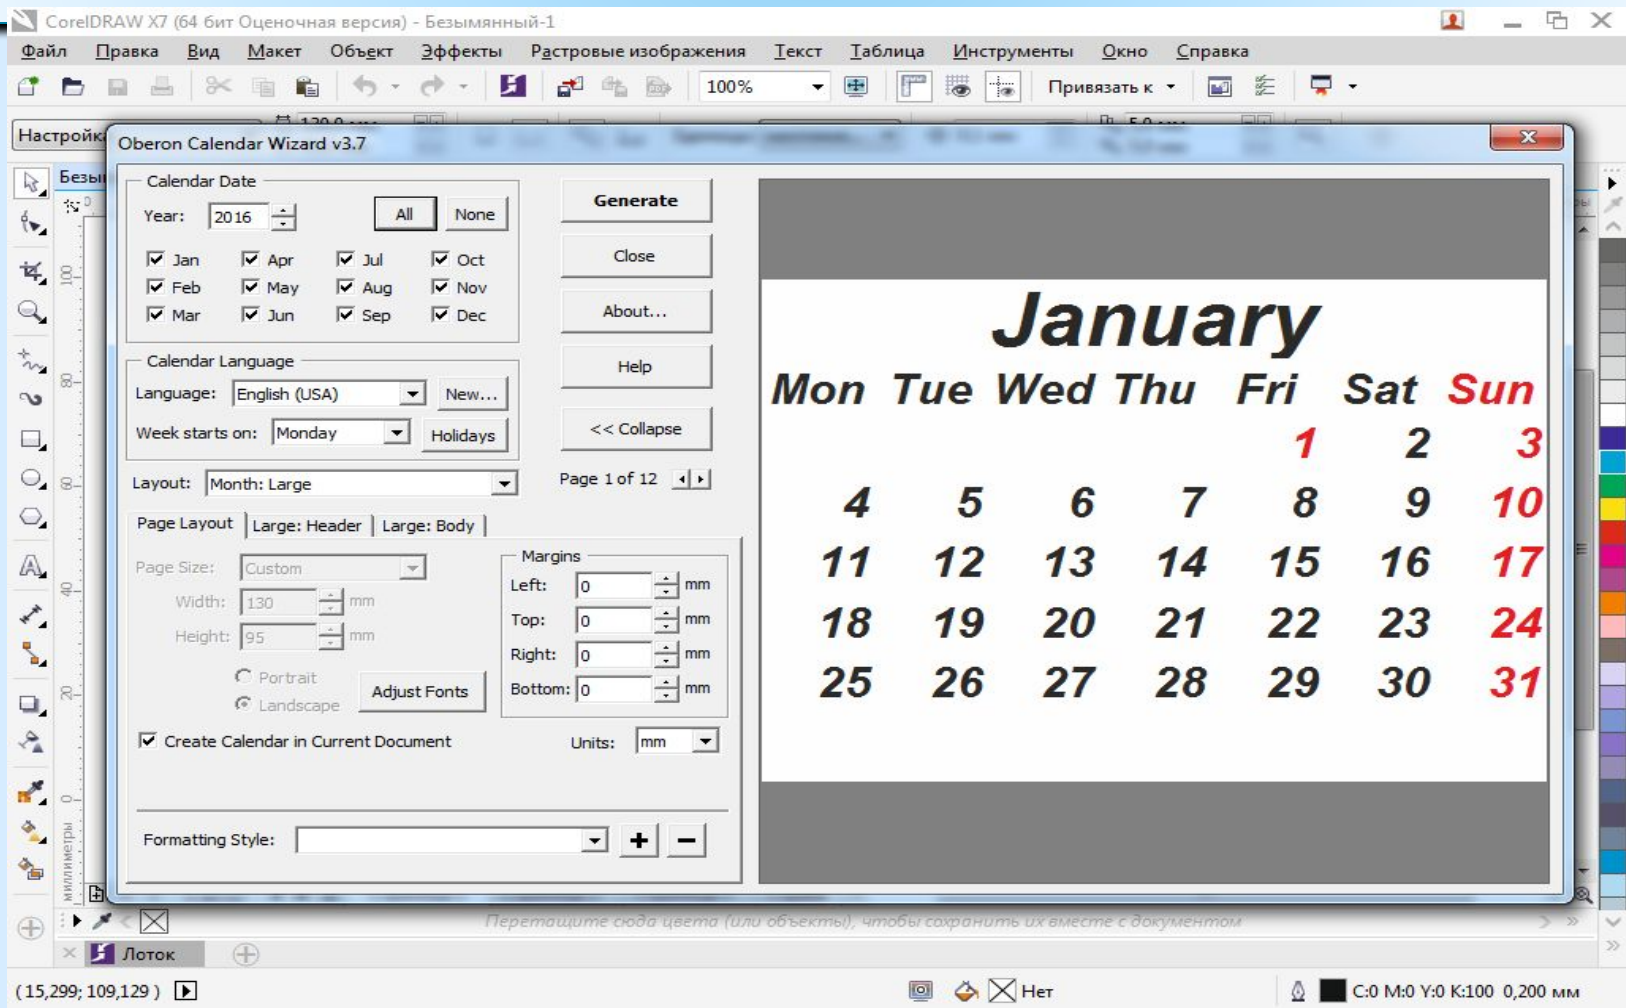 CorelDRAW X7 (64 бит Оценочная версия) - Безымянный-1
Файл Правка Вид Макет Объект Эффекты Растровые изображения Текст Таблица Инструменты Окно Справка
100% Привязать к
Oberon Calendar Wizard v3.7
Calendar Date
Year: 2016 All None
Jan Apr Jul Oct
Feb May Aug Nov
Mar Jun Sep Dec
Calendar Language
Language: English (USA) New...
Week starts on: Monday Holidays
Layout: Month: Large
Page Layout Large: Header Large: Body
Page Size: Custom
Width: 130 mm
Height: 95 mm
Portrait
Landscape
Adjust Fonts
Margins
Left: 0 mm
Top: 0 mm
Right: 0 mm
Bottom: 0 mm
Create Calendar in Current Document
Units: mm
Formatting Style: + −
Generate
Close
About...
Help
<< Collapse
Page 1 of 12
January
Mon Tue Wed Thu Fri Sat Sun
1 2 3
4 5 6 7 8 9 10
11 12 13 14 15 16 17
18 19 20 21 22 23 24
25 26 27 28 29 30 31
100
80
60
40
20
0
миллиметры
Перетащите сюда цвета (или объекты), чтобы сохранить их вместе с документом
Лоток
( 15,299; 109,129 ) Нет C:0 M:0 Y:0 K:100 0,200 мм